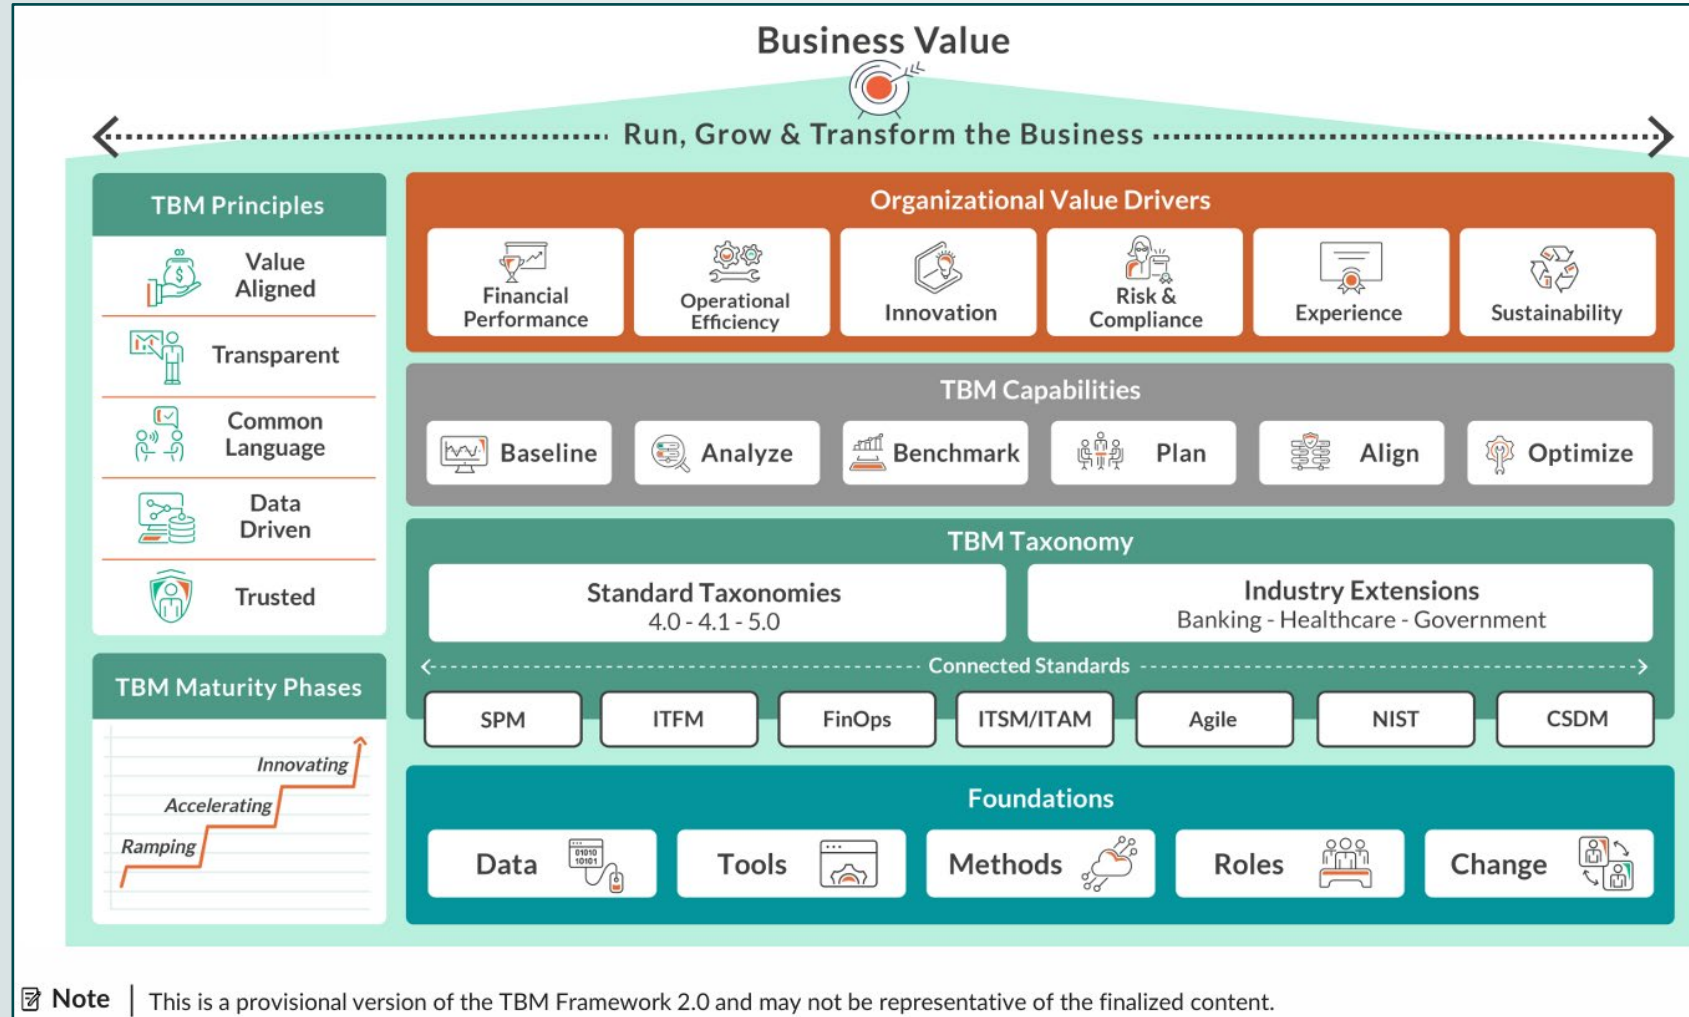 Business Value
Run, Grow & Transform the Business
TBM Principles
Value
Aligned
Transparent
Common
Language
Data
Driven
Trusted
TBM Maturity Phases
Innovating
Accelerating
Ramping
Organizational Value Drivers
Financial
Performance
Operational
Efficiency
Innovation
Risk &
Compliance
Experience
Sustainability
TBM Capabilities
Baseline
Analyze
Benchmark
Plan
Align
Optimize
TBM Taxonomy
Standard Taxonomies
4.0 - 4.1 - 5.0
Industry Extensions
Banking - Healthcare - Government
Connected Standards
SPM
ITFM
FinOps
ITSM/ITAM
Agile
NIST
CSDM
Foundations
Data
01010
10101
Tools
Methods
Roles
Change
Note | This is a provisional version of the TBM Framework 2.0 and may not be representative of the finalized content.